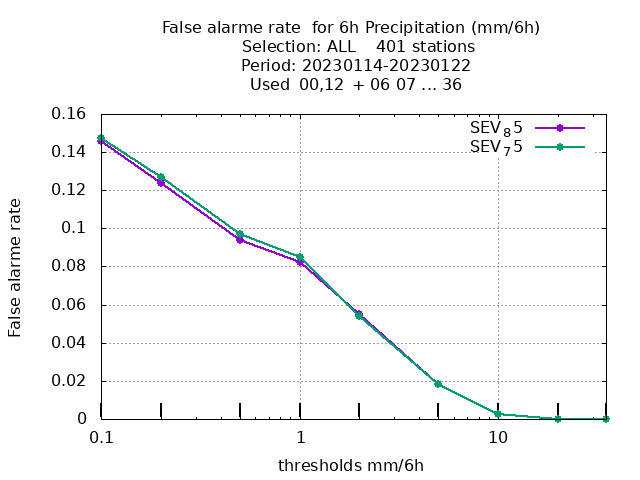 False alarme rate  for 6h Precipitation (mm/6h)
Selection: ALL    401 stations
Period: 20230114-20230122
Used  00,12  + 06 07 ... 36
0.16
SEV₈5
SEV₇5
0.14
0.12
0.1
0.08
0.06
0.04
0.02
0
False alarme rate
0.1
1
10
thresholds mm/6h